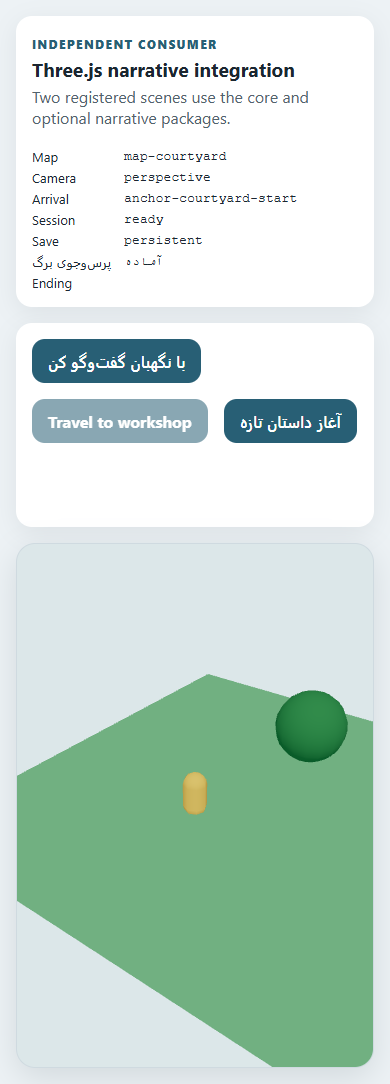 INDEPENDENT CONSUMER
Three.js narrative integration
Two registered scenes use the core and
optional narrative packages.
Map map-courtyard
Camera perspective
Arrival anchor-courtyard-start
Session ready
Save persistent
پرس‌وجوی برگ آماده
Ending
با نگهبان گفت‌وگو کن
Travel to workshop آغاز داستان تازه